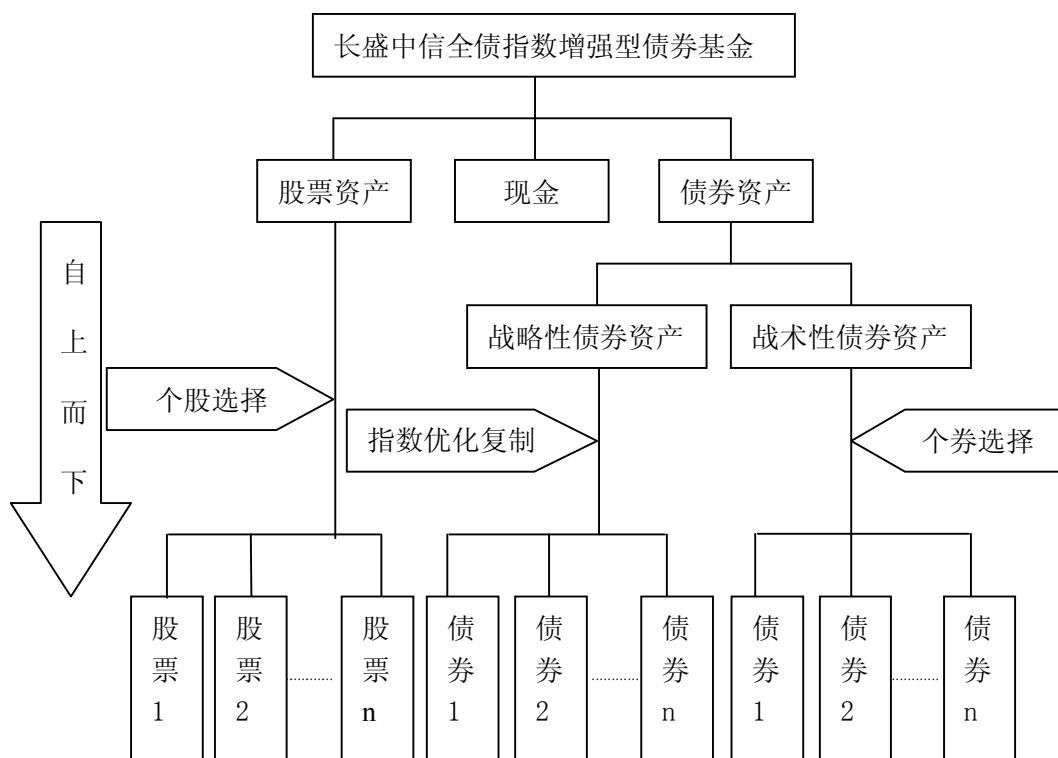 长盛中信全债指数增强型债券基金
股票资产
现金
债券资产
自上而下
战略性债券资产
战术性债券资产
个股选择
指数优化复制
个券选择
股票1
股票2
...........
股票n
债券1
债券2
...........
债券n
债券1
债券2
...........
债券n